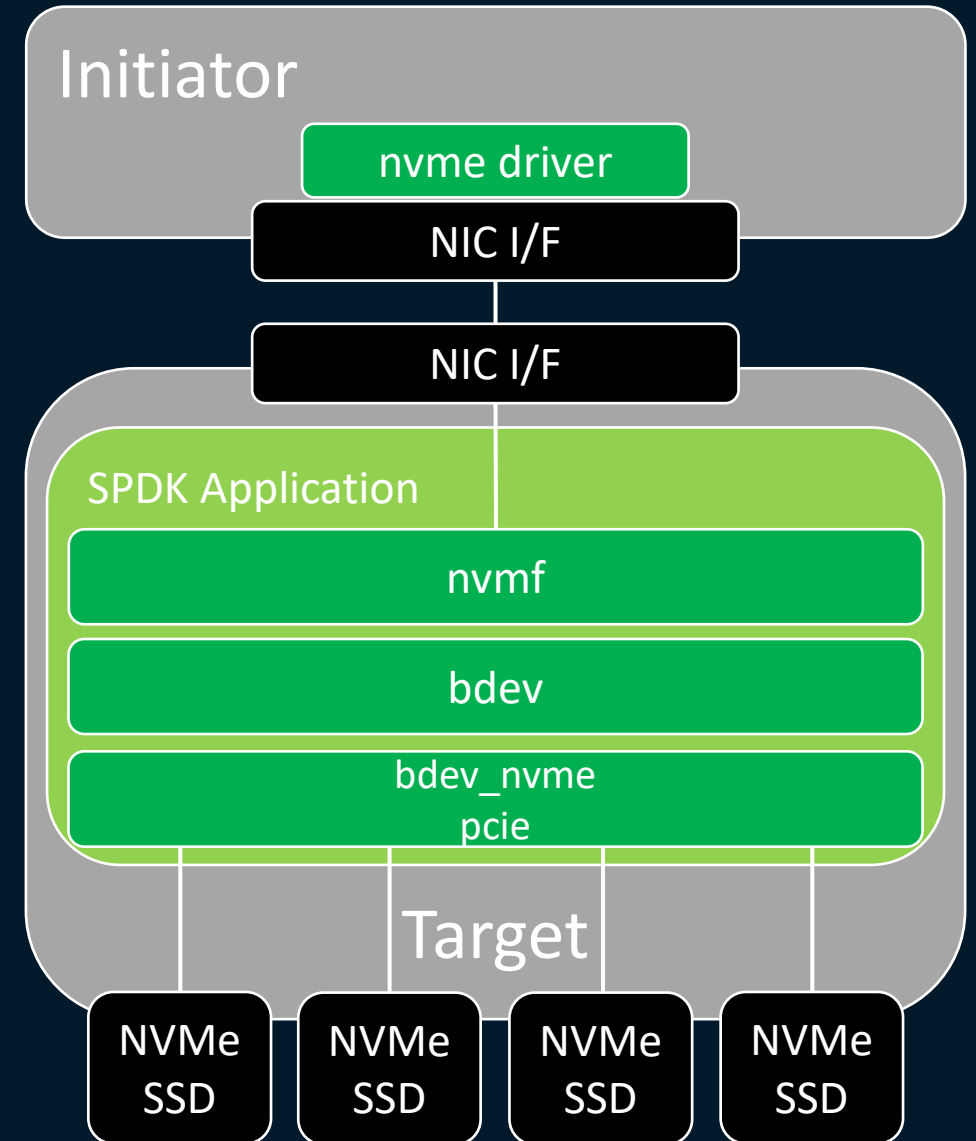 Initiator
nvme driver
NIC I/F
NIC I/F
SPDK Application
nvmf
bdev
bdev_nvme
pcie
Target
NVMe
SSD
NVMe
SSD
NVMe
SSD
NVMe
SSD